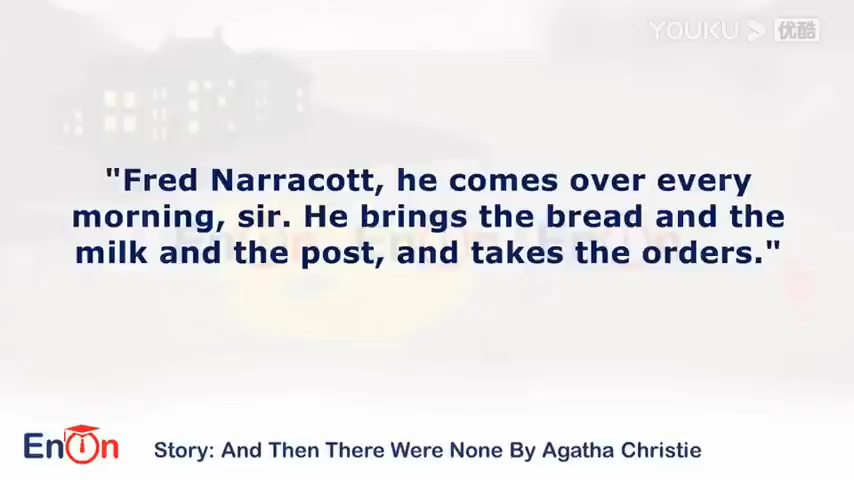 YOUKU 优酷
"Fred Narracott, he comes over every
morning, sir. He brings the bread and the
milk and the post, and takes the orders."
EnOn
Story: And Then There Were None By Agatha Christie